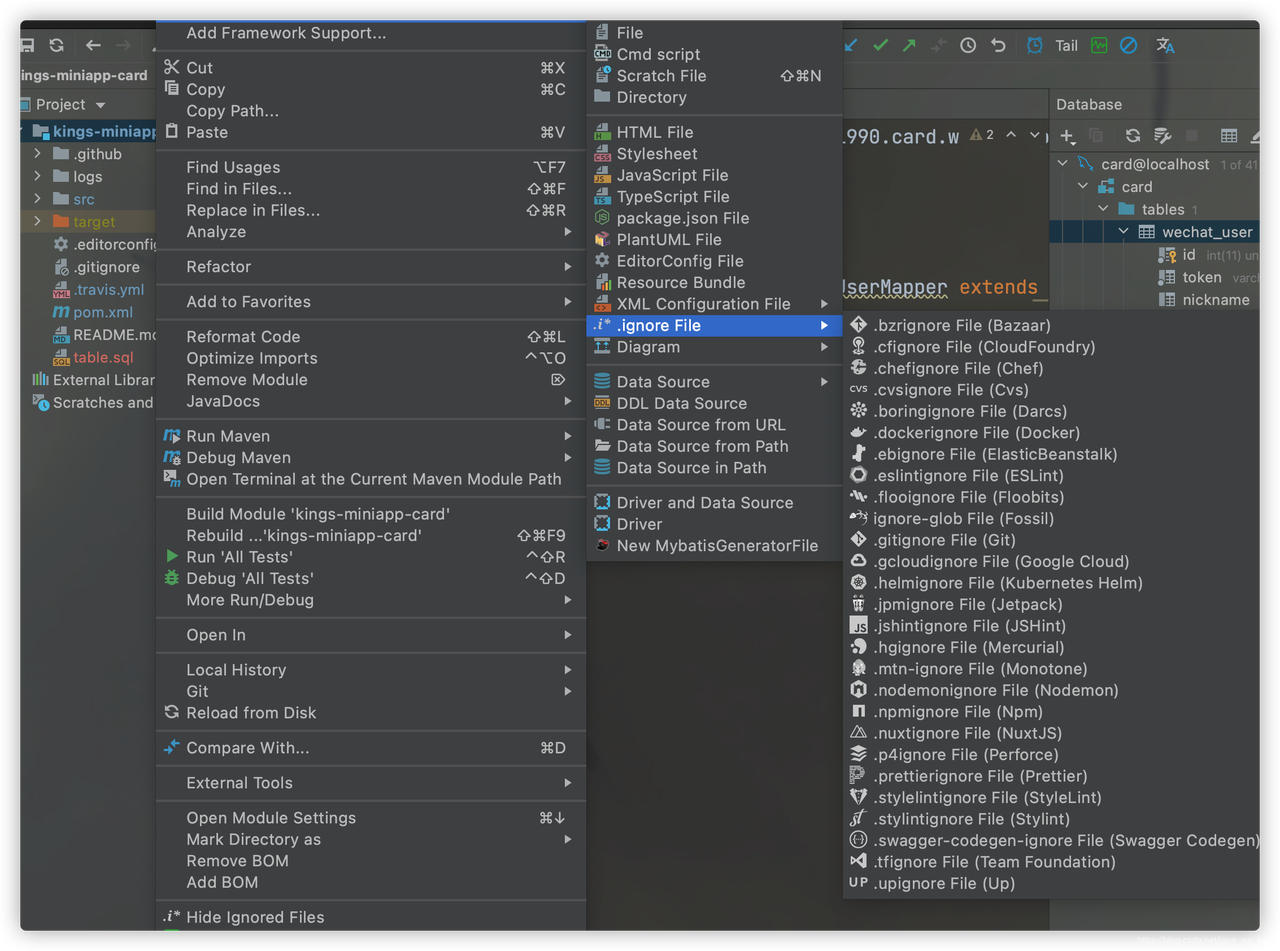 Add Framework Support...
Cut ⌘X
Copy ⌘C
Copy Path...
Paste ⌘V
Find Usages ⌥F7
Find in Files... ⇧⌘F
Replace in Files... ⇧⌘R
Analyze
Refactor
Add to Favorites
Reformat Code ⇧⌘L
Optimize Imports ^⌥O
Remove Module ⌦
JavaDocs
Run Maven
Debug Maven
Open Terminal at the Current Maven Module Path
Build Module 'kings-miniapp-card'
Rebuild ...'kings-miniapp-card' ⇧⌘F9
Run 'All Tests' ^⇧R
Debug 'All Tests' ^⇧D
More Run/Debug
Open In
Local History
Git
Reload from Disk
Compare With... ⌘D
External Tools
Open Module Settings ⌘↓
Mark Directory as
Remove BOM
Add BOM
.i* Hide Ignored Files
File
Cmd script
Scratch File ⇧⌘N
Directory
HTML File
Stylesheet
JavaScript File
TypeScript File
package.json File
PlantUML File
EditorConfig File
Resource Bundle
XML Configuration File
.i* .ignore File
Diagram
Data Source
DDL Data Source
Data Source from URL
Data Source from Path
Data Source in Path
Driver and Data Source
Driver
New MybatisGeneratorFile
.bzrignore File (Bazaar)
.cfignore File (CloudFoundry)
.chefignore File (Chef)
CVS .cvsignore File (Cvs)
.boringignore File (Darcs)
.dockerignore File (Docker)
.ebignore File (ElasticBeanstalk)
.eslintignore File (ESLint)
.flooignore File (Floobits)
ignore-glob File (Fossil)
.gitignore File (Git)
.gcloudignore File (Google Cloud)
.helmignore File (Kubernetes Helm)
.jpmignore File (Jetpack)
JS .jshintignore File (JSHint)
.hgignore File (Mercurial)
.mtn-ignore File (Monotone)
.nodemonignore File (Nodemon)
.npmignore File (Npm)
.nuxtignore File (NuxtJS)
.p4ignore File (Perforce)
.prettierignore File (Prettier)
.stylelintignore File (StyleLint)
.stylintignore File (Stylint)
.swagger-codegen-ignore File (Swagger Codegen)
.tfignore File (Team Foundation)
UP .upignore File (Up)
ings-miniapp-card
Project
kings-miniapp
.github
logs
src
target
.editorconfig
.gitignore
.travis.yml
pom.xml
README.md
table.sql
External Librar
Scratches and
Tail
1990.card.w 2
UserMapper extends
Database
card@localhost 1 of 41
card
tables 1
wechat_user
id int(11) un
token varch
nickname